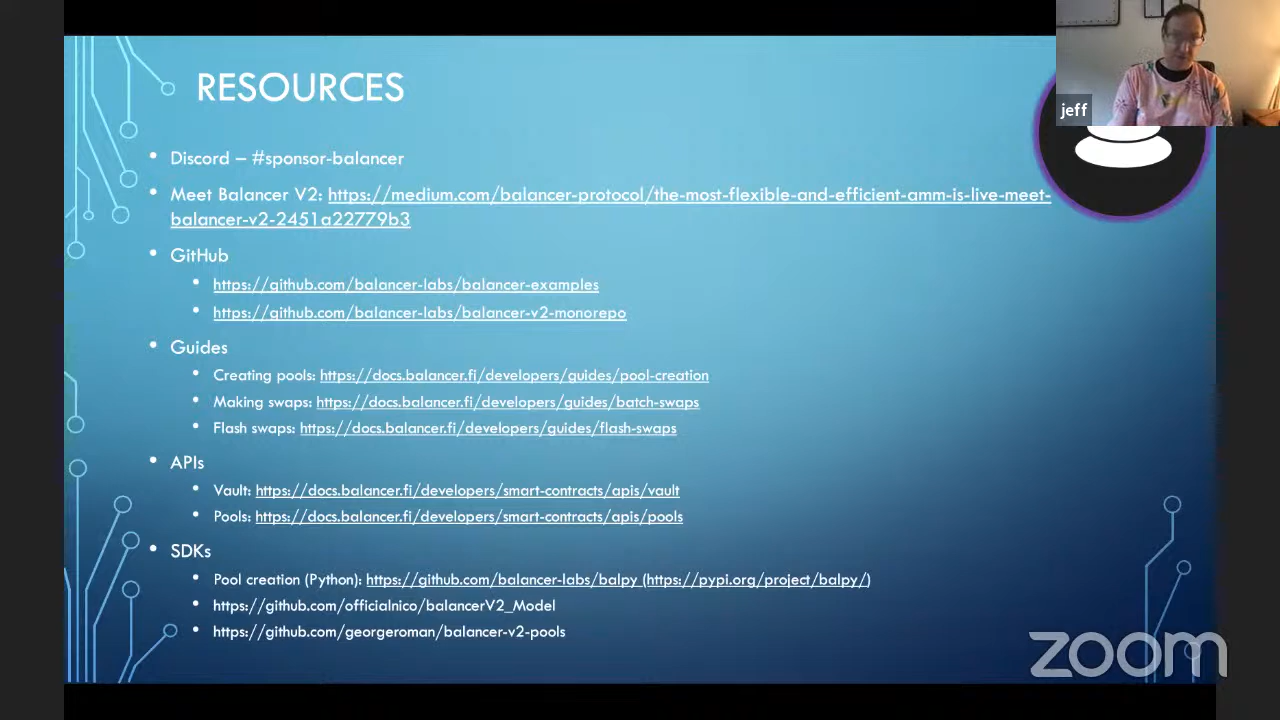 RESOURCES
jeff
Discord – #sponsor-balancer
Meet Balancer V2: https://medium.com/balancer-protocol/the-most-flexible-and-efficient-amm-is-live-meet-
balancer-v2-2451a22779b3
GitHub
https://github.com/balancer-labs/balancer-examples
https://github.com/balancer-labs/balancer-v2-monorepo
Guides
Creating pools: https://docs.balancer.fi/developers/guides/pool-creation
Making swaps: https://docs.balancer.fi/developers/guides/batch-swaps
Flash swaps: https://docs.balancer.fi/developers/guides/flash-swaps
APIs
Vault: https://docs.balancer.fi/developers/smart-contracts/apis/vault
Pools: https://docs.balancer.fi/developers/smart-contracts/apis/pools
SDKs
Pool creation (Python): https://github.com/balancer-labs/balpy (https://pypi.org/project/balpy/)
https://github.com/officialnico/balancerV2_Model
https://github.com/georgeroman/balancer-v2-pools
zoom